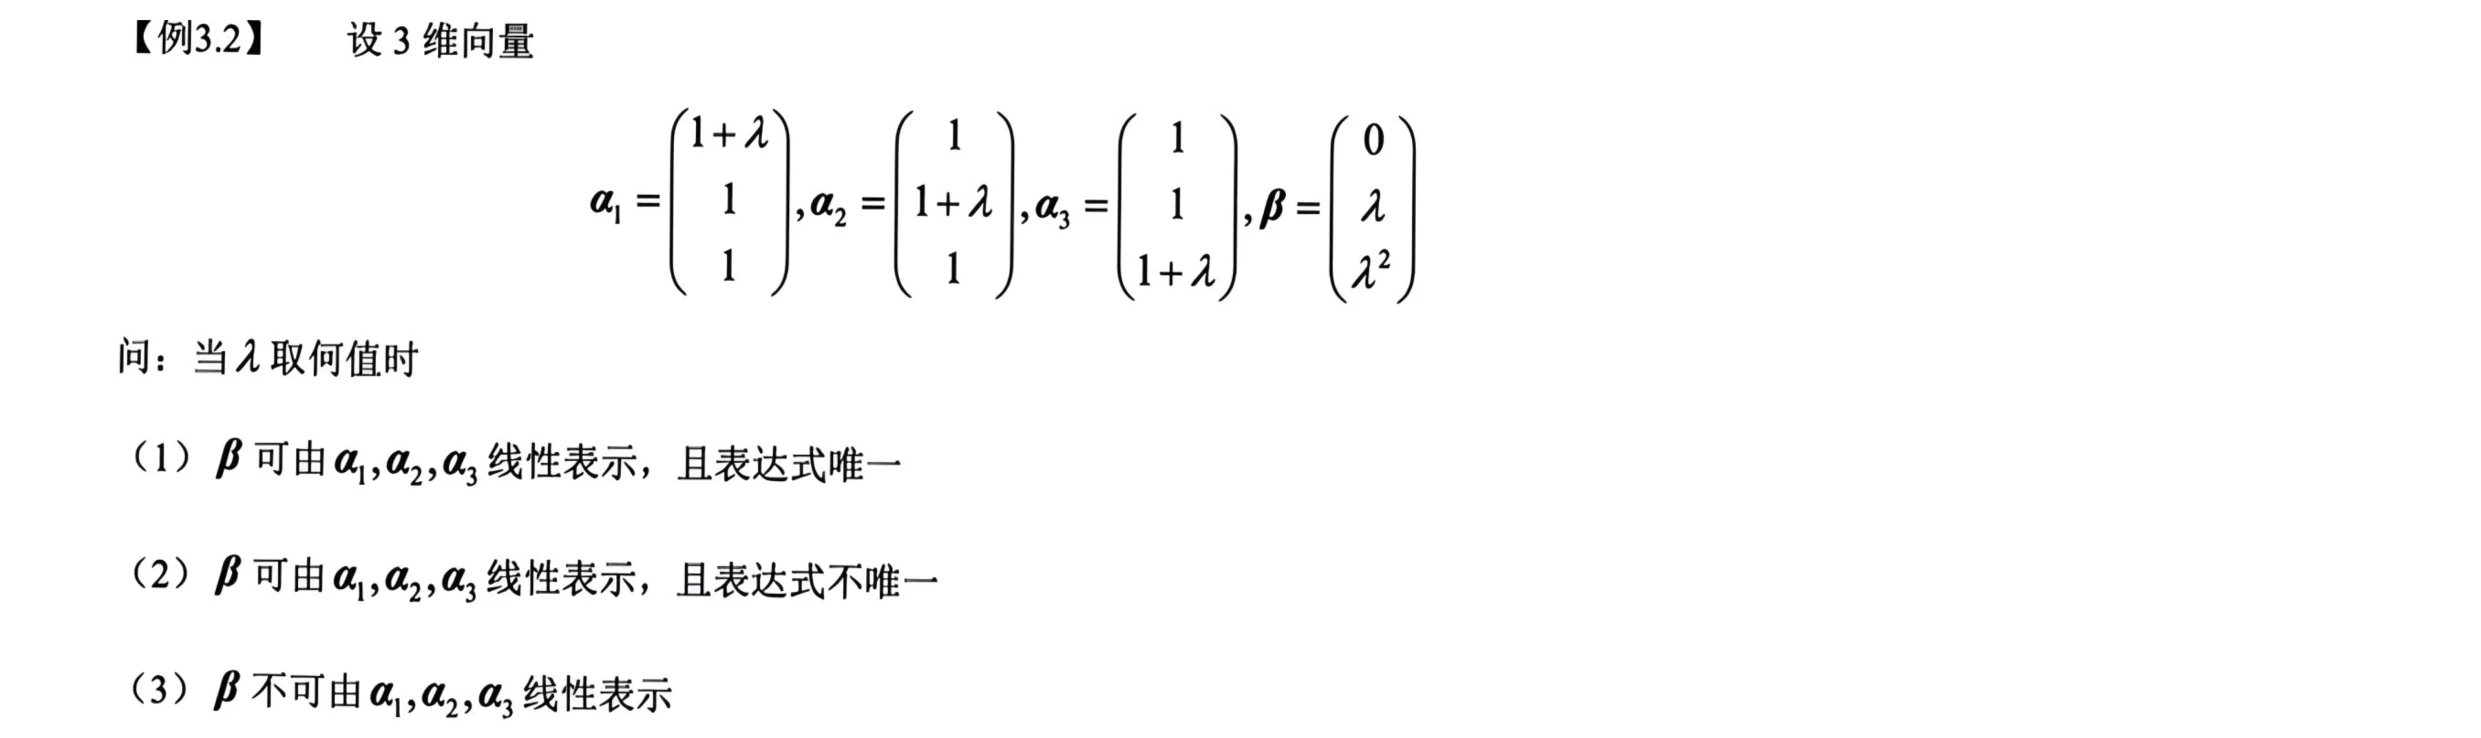 【例3.2】 设 3 维向量
α₁ = (1+λ, 1, 1)ᵀ, α₂ = (1, 1+λ, 1)ᵀ, α₃ = (1, 1, 1+λ)ᵀ, β = (0, λ, λ²)ᵀ
问：当 λ 取何值时
（1）β 可由 α₁,α₂,α₃ 线性表示，且表达式唯一
（2）β 可由 α₁,α₂,α₃ 线性表示，且表达式不唯一
（3）β 不可由 α₁,α₂,α₃ 线性表示